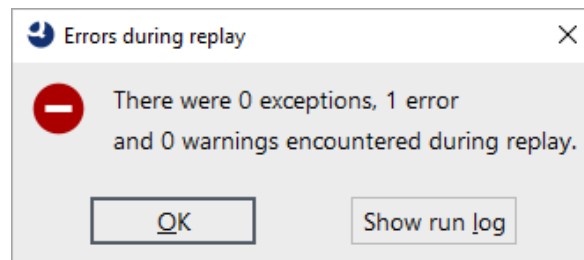 Errors during replay
There were 0 exceptions, 1 error
and 0 warnings encountered during replay.
OK
Show run log